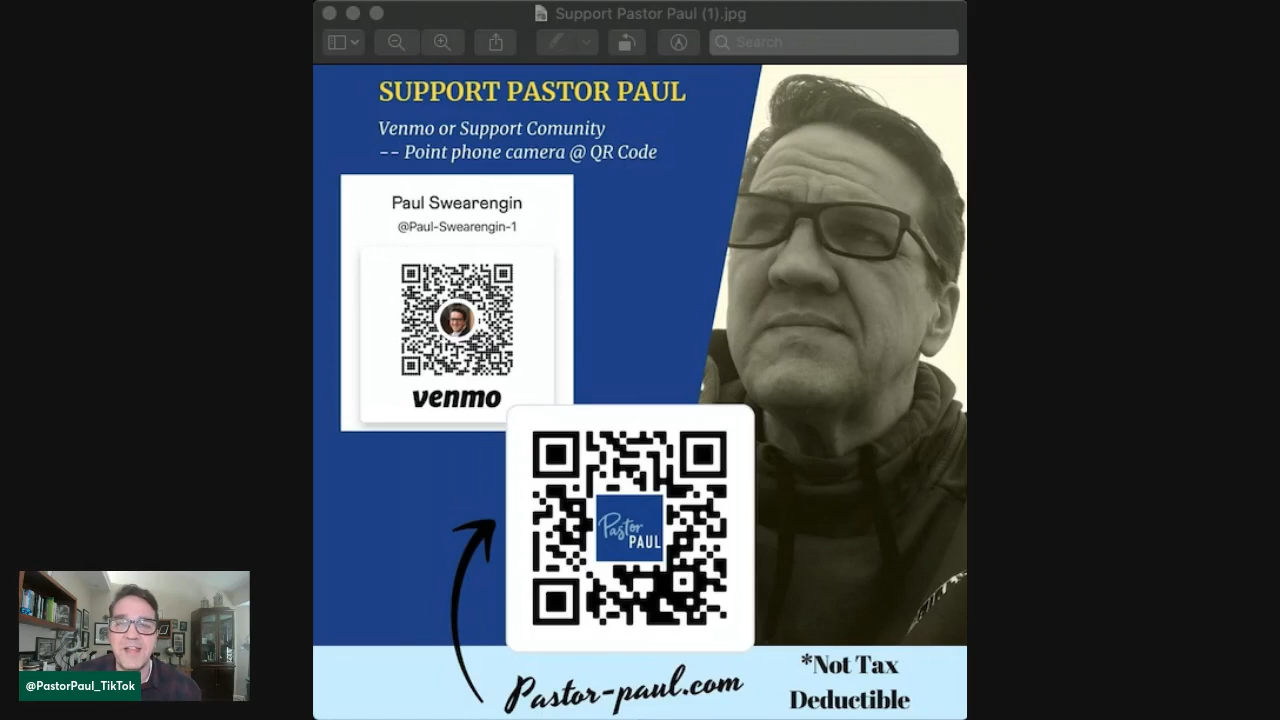 Support Pastor Paul (1).jpg
Search
SUPPORT PASTOR PAUL
Venmo or Support Comunity
-- Point phone camera @ QR Code
Paul Swearengin
@Paul-Swearengin-1
venmo
Pastor
PAUL
Pastor-paul.com
*Not Tax
Deductible
@PastorPaul_TikTok